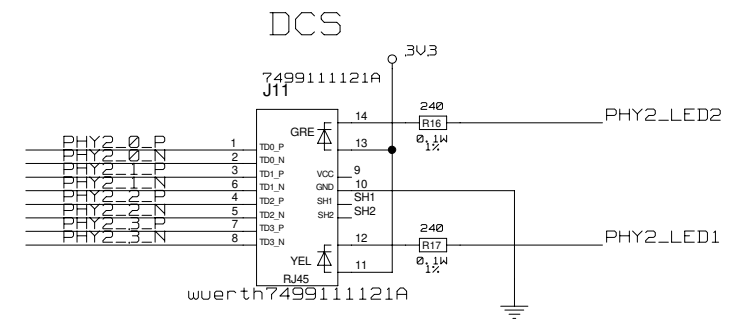 DCS
3V3
7499111121A
J11
240
14
R16
PHY2_LED2
GRE
0.1W
1%
PHY2_0_P
1
TD0_P
13
PHY2_0_N
2
TD0_N
PHY2_1_P
3
TD1_P
VCC
9
PHY2_1_N
6
TD1_N
GND
10
PHY2_2_P
4
TD2_P
SH1
SH1
PHY2_2_N
5
TD2_N
SH2
SH2
PHY2_3_P
7
TD3_P
PHY2_3_N
8
TD3_N
240
12
R17
PHY2_LED1
YEL
0.1W
1%
11
RJ45
wuerth7499111121A